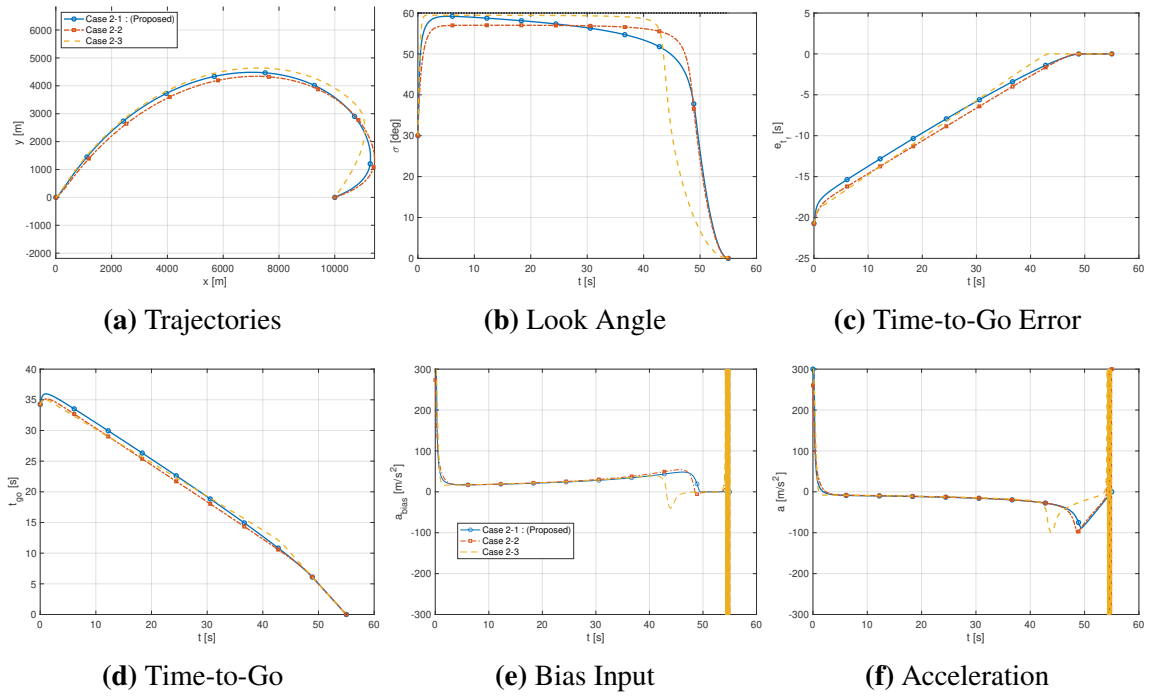 Case 2-1 : (Proposed)
Case 2-2
Case 2-3
y [m]
6000
5000
4000
3000
2000
1000
0
-1000
-2000
0 2000 4000 6000 8000 10000
x [m]
(a) Trajectories
σ [deg]
60
50
40
30
20
10
0
0 10 20 30 40 50 60
t [s]
(b) Look Angle
e_{t_f} [s]
0
-5
-10
-15
-20
-25
0 10 20 30 40 50 60
t [s]
(c) Time-to-Go Error
t_{go} [s]
40
35
30
25
20
15
10
5
0
0 10 20 30 40 50 60
t [s]
(d) Time-to-Go
a_{bias} [m/s²]
300
200
100
0
-100
-200
-300
Case 2-1 : (Proposed)
Case 2-2
Case 2-3
0 10 20 30 40 50 60
t [s]
(e) Bias Input
a [m/s²]
300
200
100
0
-100
-200
-300
0 10 20 30 40 50 60
t [s]
(f) Acceleration